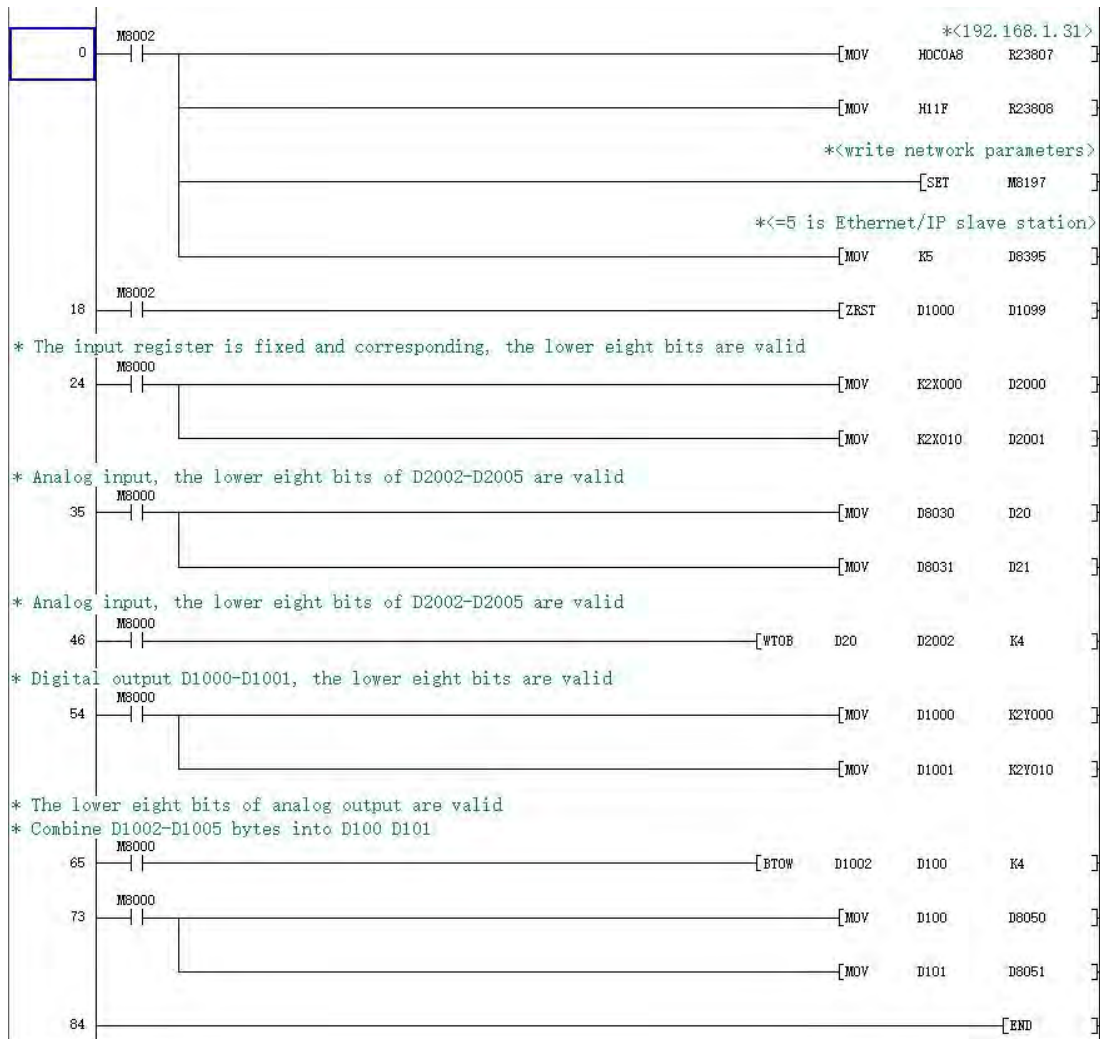 M8002 *<192.168.1.31>
0 [MOV H0C0A8 R23807 ]
[MOV H11F R23808 ]
*<write network parameters>
[SET M8197 ]
*<=5 is Ethernet/IP slave station>
[MOV K5 D8395 ]
M8002
18 [ZRST D1000 D1099 ]
* The input register is fixed and corresponding, the lower eight bits are valid
M8000
24 [MOV K2X000 D2000 ]
[MOV K2X010 D2001 ]
* Analog input, the lower eight bits of D2002-D2005 are valid
M8000
35 [MOV D8030 D20 ]
[MOV D8031 D21 ]
* Analog input, the lower eight bits of D2002-D2005 are valid
M8000
46 [WTOB D20 D2002 K4 ]
* Digital output D1000-D1001, the lower eight bits are valid
M8000
54 [MOV D1000 K2Y000 ]
[MOV D1001 K2Y010 ]
* The lower eight bits of analog output are valid
* Combine D1002-D1005 bytes into D100 D101
M8000
65 [BTOW D1002 D100 K4 ]
M8000
73 [MOV D100 D8050 ]
[MOV D101 D8051 ]
84 [END ]